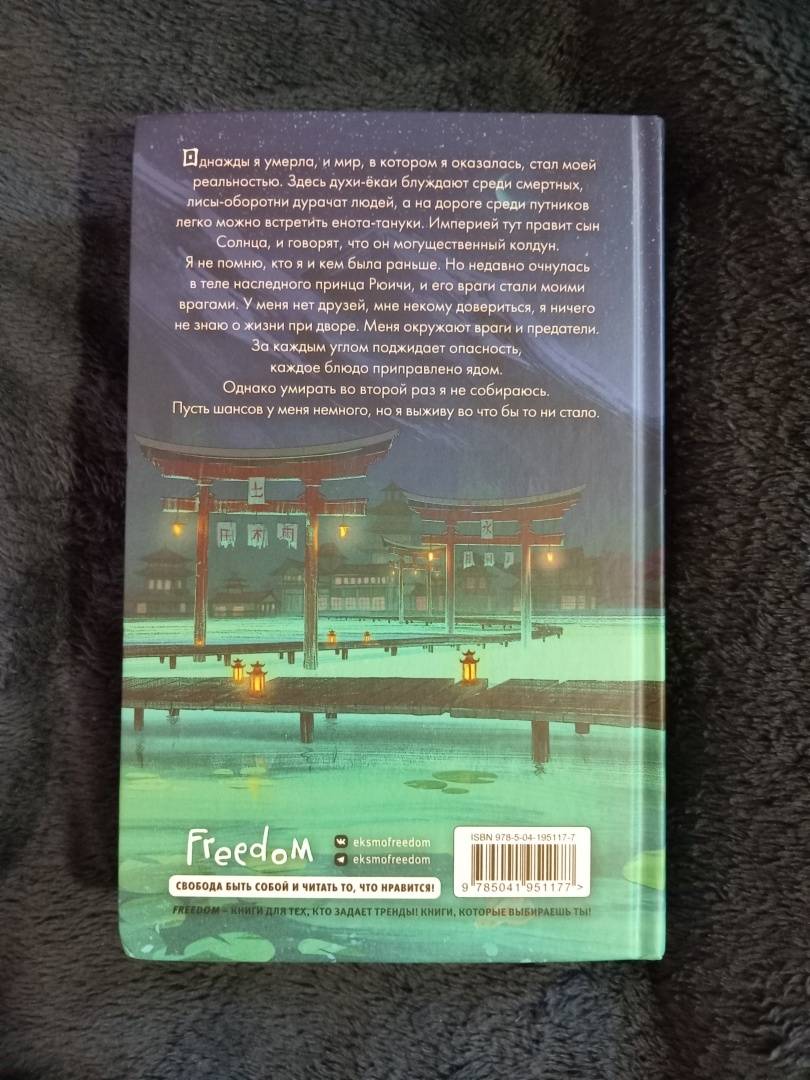 Однажды я умерла, и мир, в котором я оказалась, стал моей
реальностью. Здесь духи-ёкаи блуждают среди смертных,
лисы-оборотни дурачат людей, а на дороге среди путников
легко можно встретить енота-тануки. Империей тут правит сын
Солнца, и говорят, что он могущественный колдун.
Я не помню, кто я и кем была раньше. Но недавно очнулась
в теле наследного принца Рюичи, и его враги стали моими
врагами. У меня нет друзей, мне некому довериться, я ничего
не знаю о жизни при дворе. Меня окружают враги и предатели.
За каждым углом поджидает опасность,
каждое блюдо приправлено ядом.
Однако умирать во второй раз я не собираюсь.
Пусть шансов у меня немного, но я выживу во что бы то ни стало.
土
水
FreedoM
eksmofreedom
eksmofreedom
СВОБОДА БЫТЬ СОБОЙ И ЧИТАТЬ ТО, ЧТО НРАВИТСЯ!
FREEDOM – КНИГИ ДЛЯ ТЕХ, КТО ЗАДАЕТ ТРЕНДЫ! КНИГИ, КОТОРЫЕ ВЫБИРАЕШЬ ТЫ!
ISBN 978-5-04-195117-7
9 785041 951177 >